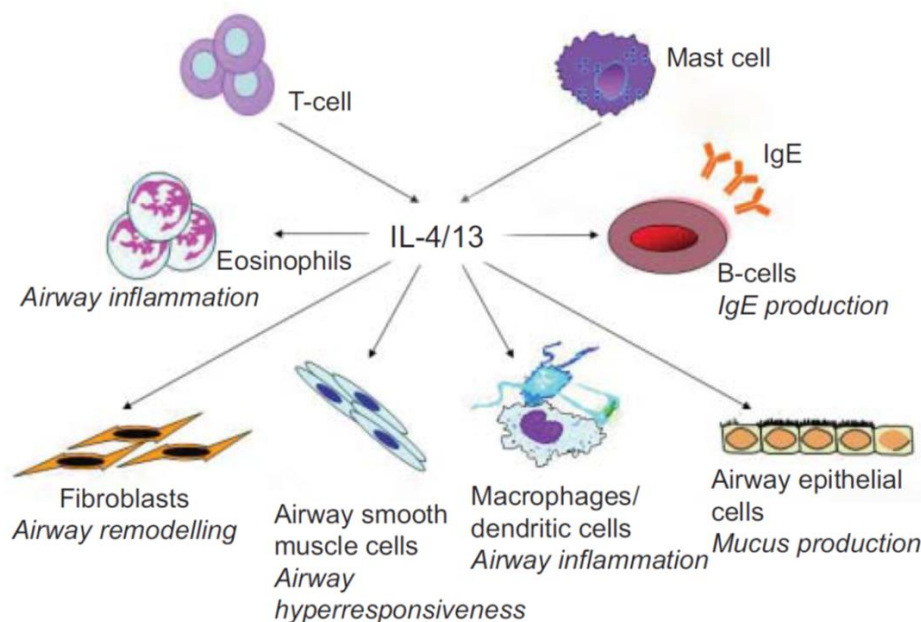 T-cell
Mast cell
IgE
IL-4/13
Eosinophils
Airway inflammation
B-cells
IgE production
Fibroblasts
Airway remodelling
Airway smooth
muscle cells
Airway
hyperresponsiveness
Macrophages/
dendritic cells
Airway inflammation
Airway epithelial
cells
Mucus production